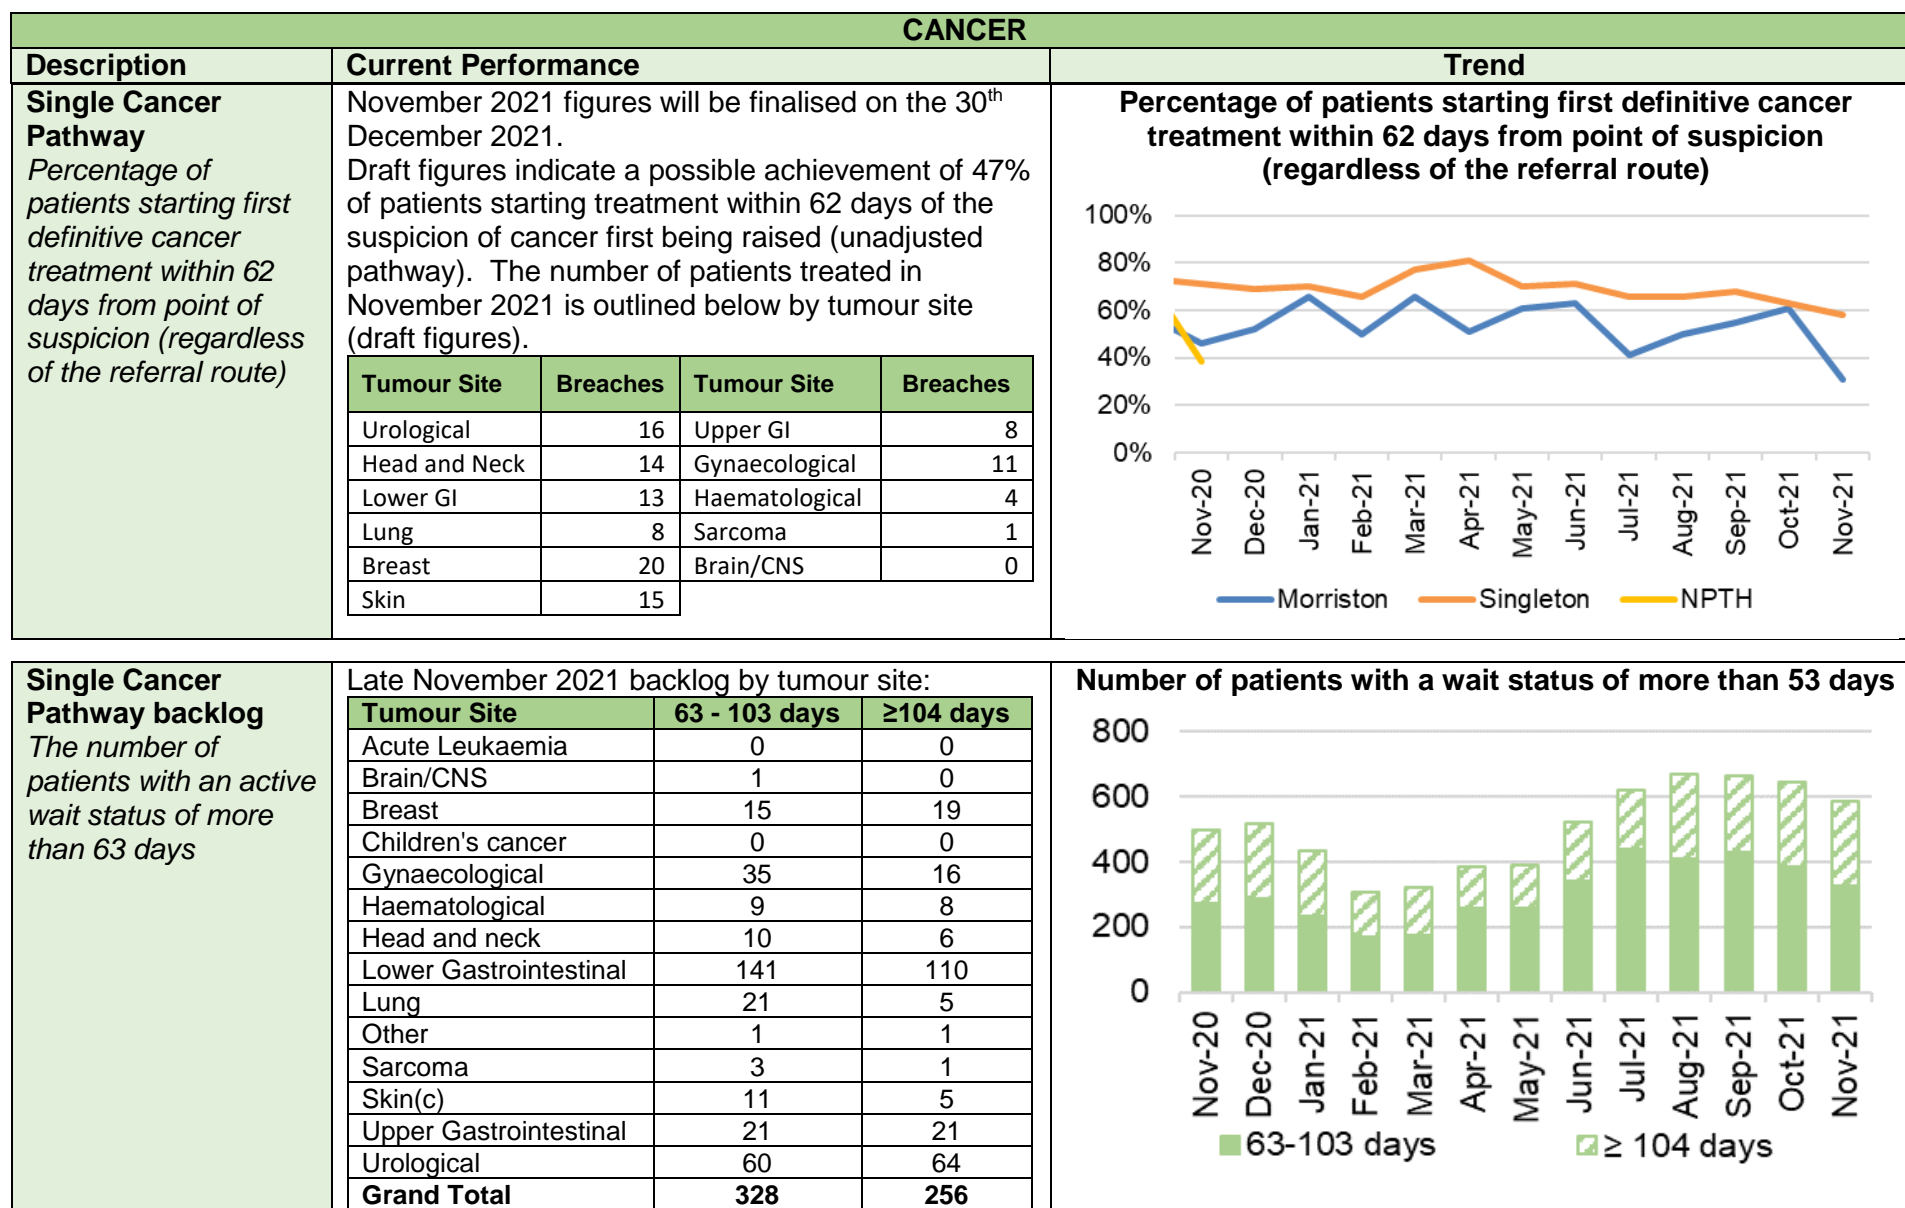 CANCER
Description Current Performance Trend
Single Cancer
Pathway
Percentage of
patients starting first
definitive cancer
treatment within 62
days from point of
suspicion (regardless
of the referral route)
November 2021 figures will be finalised on the 30th
December 2021.
Draft figures indicate a possible achievement of 47%
of patients starting treatment within 62 days of the
suspicion of cancer first being raised (unadjusted
pathway). The number of patients treated in
November 2021 is outlined below by tumour site
(draft figures).
Tumour Site Breaches Tumour Site Breaches
Urological 16 Upper GI 8
Head and Neck 14 Gynaecological 11
Lower GI 13 Haematological 4
Lung 8 Sarcoma 1
Breast 20 Brain/CNS 0
Skin 15
Percentage of patients starting first definitive cancer
treatment within 62 days from point of suspicion
(regardless of the referral route)
100%
80%
60%
40%
20%
0%
Nov-20 Dec-20 Jan-21 Feb-21 Mar-21 Apr-21 May-21 Jun-21 Jul-21 Aug-21 Sep-21 Oct-21 Nov-21
Morriston Singleton NPTH
Single Cancer
Pathway backlog
The number of
patients with an active
wait status of more
than 63 days
Late November 2021 backlog by tumour site:
Tumour Site 63 - 103 days ≥104 days
Acute Leukaemia 0 0
Brain/CNS 1 0
Breast 15 19
Children's cancer 0 0
Gynaecological 35 16
Haematological 9 8
Head and neck 10 6
Lower Gastrointestinal 141 110
Lung 21 5
Other 1 1
Sarcoma 3 1
Skin(c) 11 5
Upper Gastrointestinal 21 21
Urological 60 64
Grand Total 328 256
Number of patients with a wait status of more than 53 days
800
600
400
200
0
Nov-20 Dec-20 Jan-21 Feb-21 Mar-21 Apr-21 May-21 Jun-21 Jul-21 Aug-21 Sep-21 Oct-21 Nov-21
63-103 days ≥ 104 days